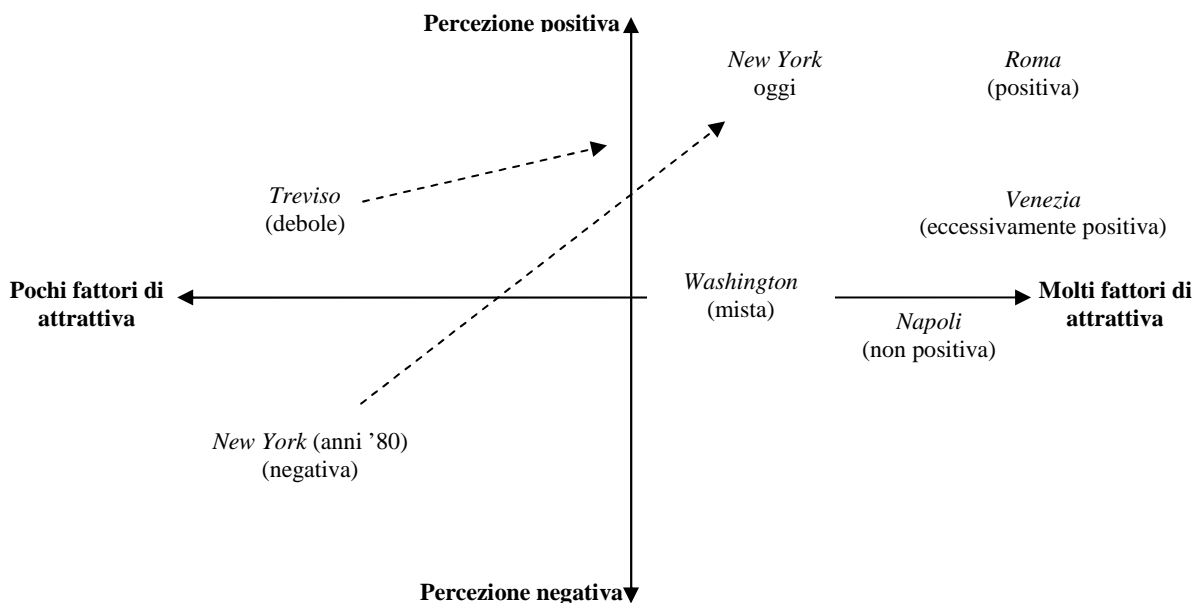 Percezione positiva
New York
oggi
Roma
(positiva)
Treviso
(debole)
Venezia
(eccessivamente positiva)
Pochi fattori di
attrattiva
Washington
(mista)
Molti fattori di
attrattiva
Napoli
(non positiva)
New York (anni ’80)
(negativa)
Percezione negativa